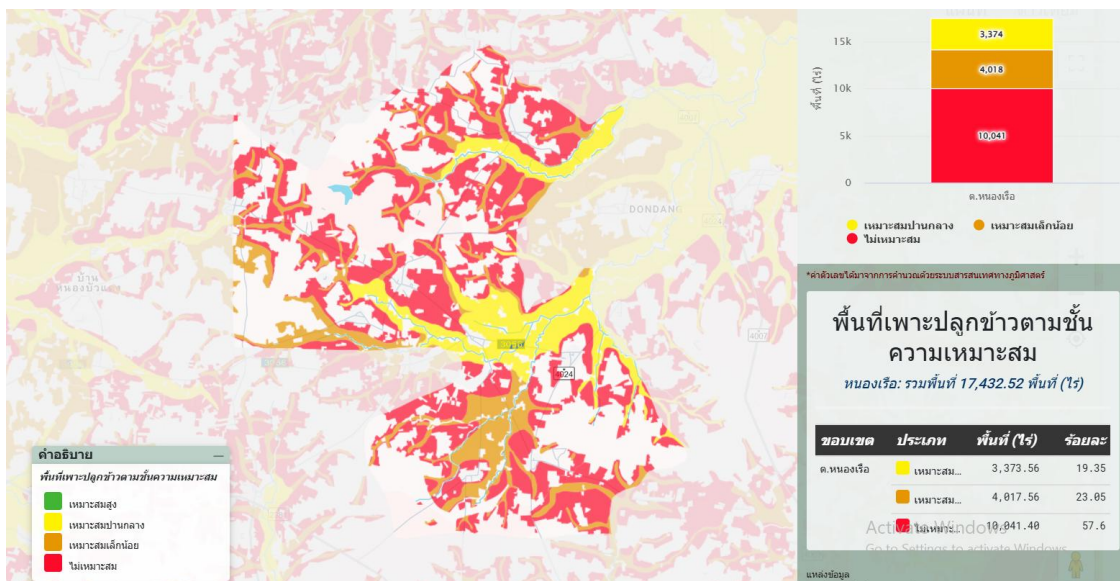 15k
10k
5k
0
พื้นที่ (ไร่)
3,374
4,018
10,041
ต.หนองเรือ
เหมาะสมปานกลาง
เหมาะสมเล็กน้อย
ไม่เหมาะสม
*ค่าตัวเลขได้มาจากการคำนวณด้วยระบบสารสนเทศทางภูมิศาสตร์
พื้นที่เพาะปลูกข้าวตามชั้น
ความเหมาะสม
หนองเรือ: รวมพื้นที่ 17,432.52 พื้นที่ (ไร่)
ขอบเขต ประเภท พื้นที่ (ไร่) ร้อยละ
ต.หนองเรือ เหมาะสม... 3,373.56 19.35
เหมาะสม... 4,017.56 23.05
ไม่เหมาะ... 10,041.40 57.6
Activate Windows
Go to Settings to activate Windows.
แหล่งข้อมูล
DONDANG
บ้าน
หนองบัว
4024
4003
คำอธิบาย
พื้นที่เพาะปลูกข้าวตามชั้นความเหมาะสม
เหมาะสมสูง
เหมาะสมปานกลาง
เหมาะสมเล็กน้อย
ไม่เหมาะสม